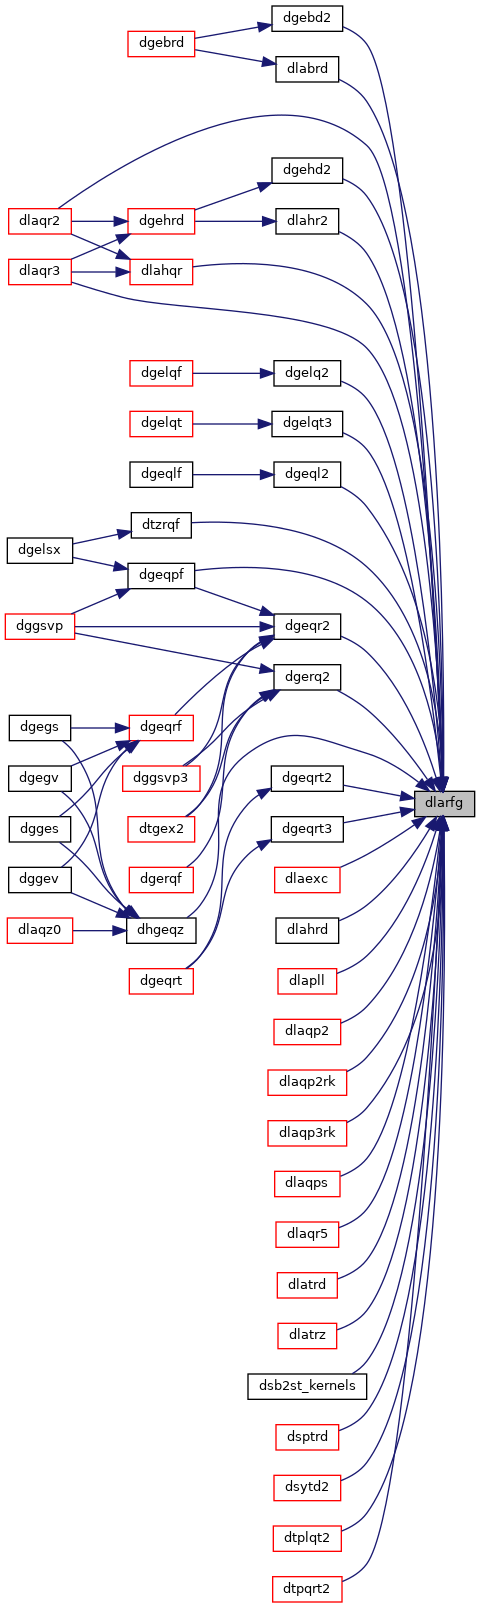 dgebd2
dgebrd
dlabrd
dgehd2
dlaqr2
dgehrd
dlahr2
dlaqr3
dlahqr
dgelqf
dgelq2
dgelqt
dgelqt3
dgeqlf
dgeql2
dtzrqf
dgelsx
dgeqpf
dggsvp
dgeqr2
dgerq2
dgegs
dgeqrf
dgegv
dggsvp3
dgeqrt2
dlarfg
dgges
dtgex2
dgeqrt3
dggev
dgerqf
dlaexc
dlaqz0
dhgeqz
dlahrd
dgeqrt
dlapll
dlaqp2
dlaqp2rk
dlaqp3rk
dlaqps
dlaqr5
dlatrd
dlatrz
dsb2st_kernels
dsptrd
dsytd2
dtplqt2
dtpqrt2